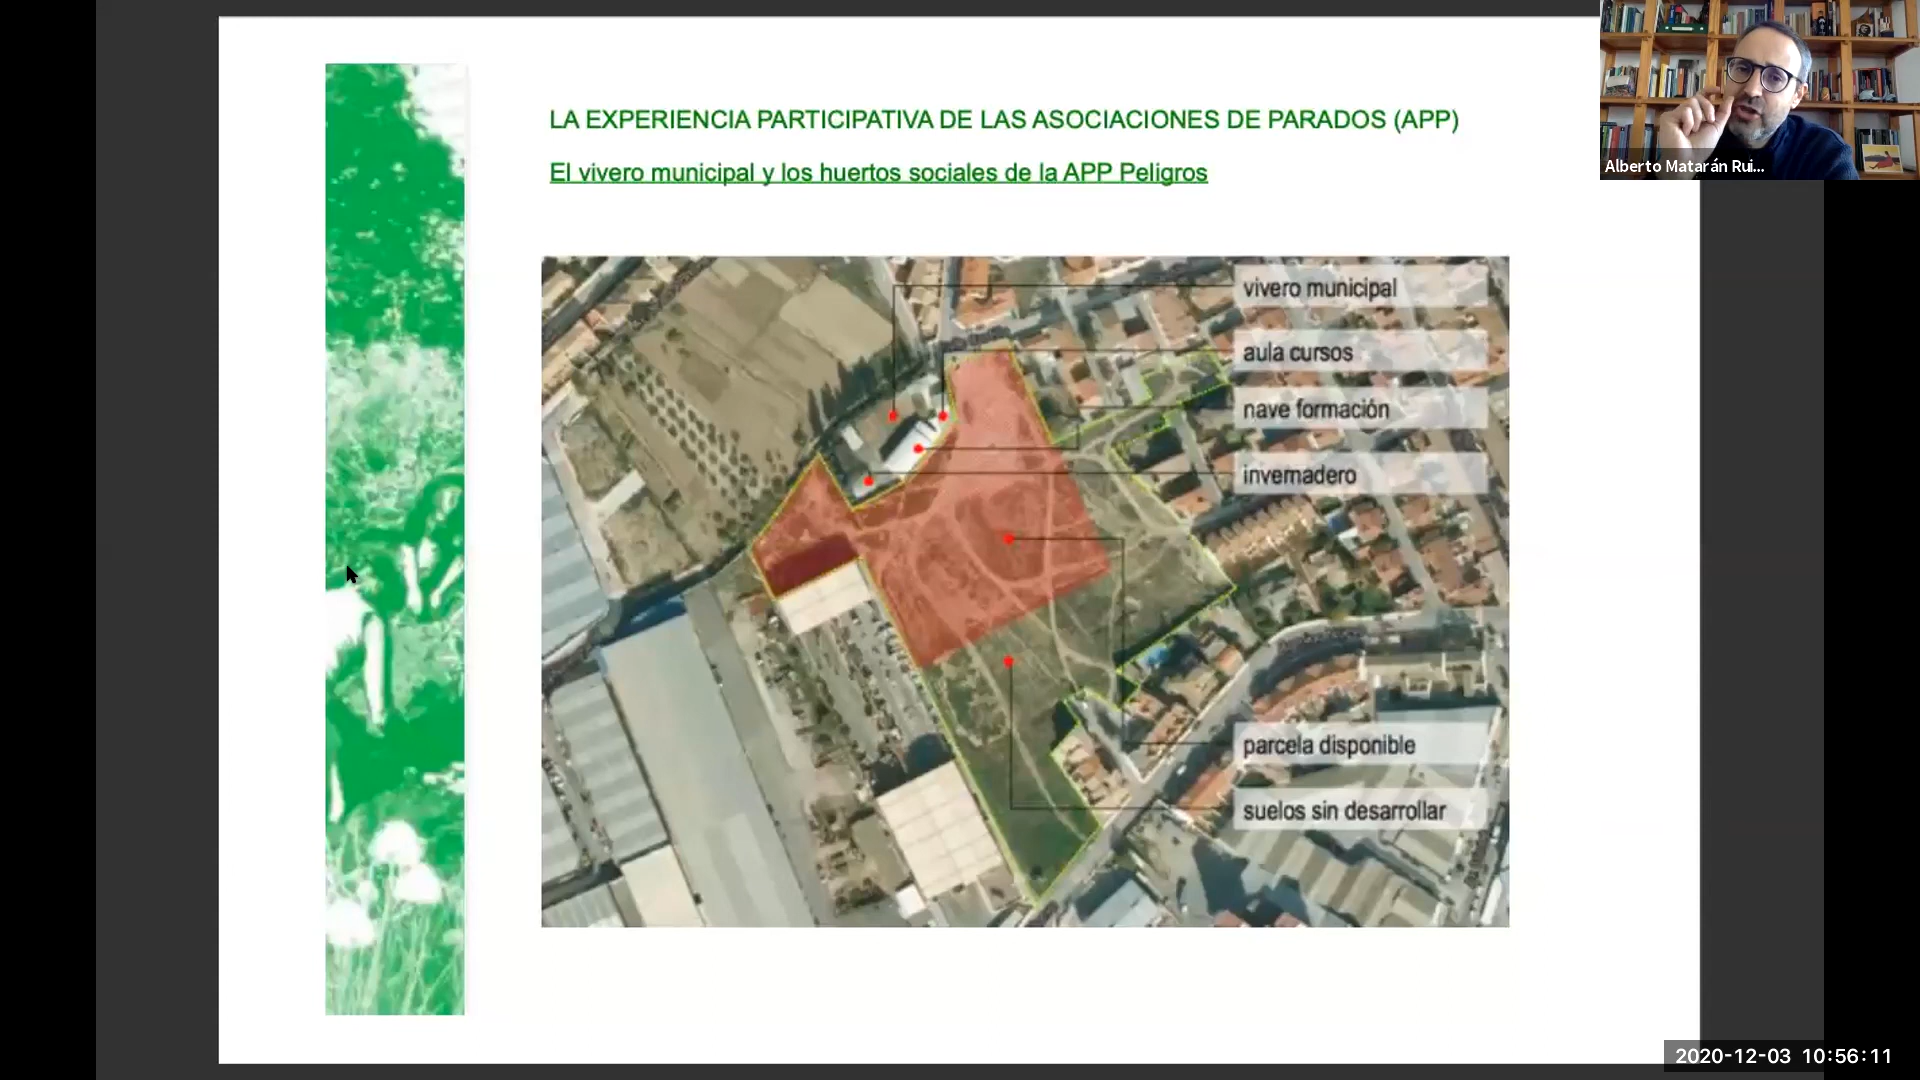 LA EXPERIENCIA PARTICIPATIVA DE LAS ASOCIACIONES DE PARADOS (APP)
El vivero municipal y los huertos sociales de la APP Peligros
Alberto Matarán Rui...
vivero municipal
aula cursos
nave formación
invernadero
parcela disponible
suelos sin desarrollar
2020-12-03 10:56:11